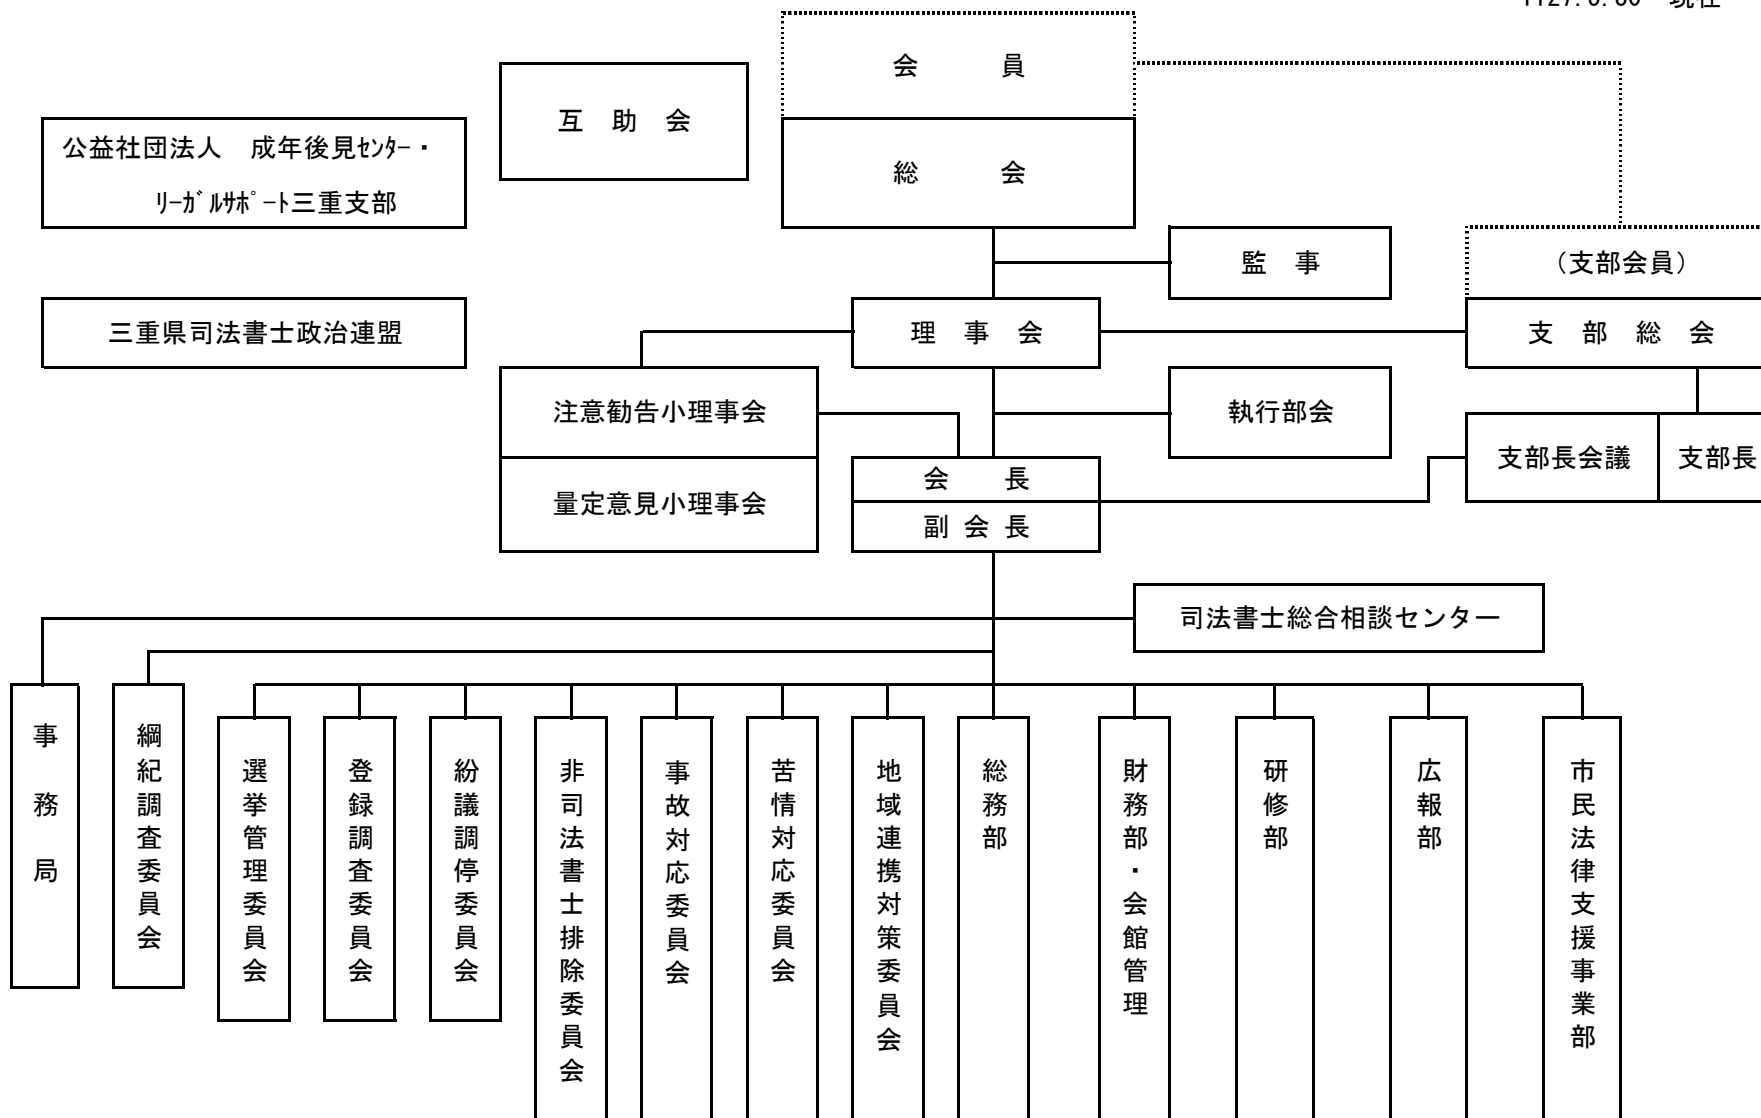 現在
会　　　員
互　助　会
公益社団法人　成年後見ｾﾝﾀｰ・
ﾘｰｶﾞﾙｻﾎﾟｰﾄ三重支部
総　　　会
監　事
（支部会員）
三重県司法書士政治連盟
理　事　会
支　部　総　会
注意勧告小理事会
執行部会
支部長会議
支部長
会　　長
量定意見小理事会
副 会 長
司法書士総合相談センター
事務局
綱紀調査委員会
選挙管理委員会
登録調査委員会
紛議調停委員会
非司法書士排除委員会
事故対応委員会
苦情対応委員会
地域連携対策委員会
総務部
財務部・会館管理
研修部
広報部
市民法律支援事業部